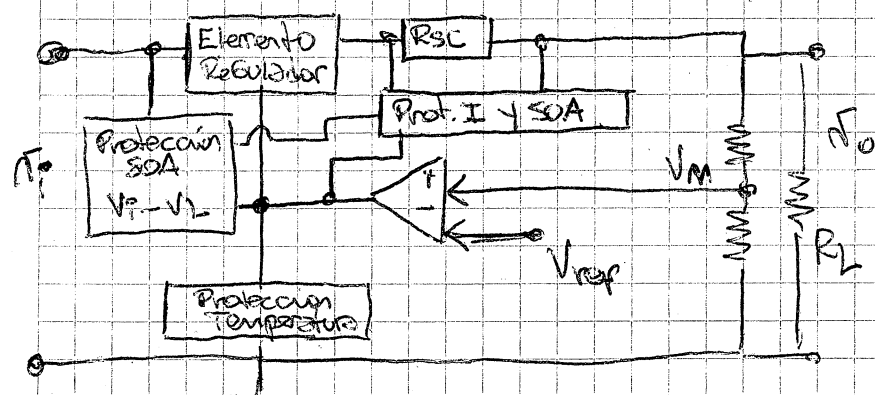 Elemento
Regulador
Rsc
Prot. I y SOA
Protección
SOA
Vi - VL
vi
+
-
VM
Vref
vo
RL
Protección
Temperatura